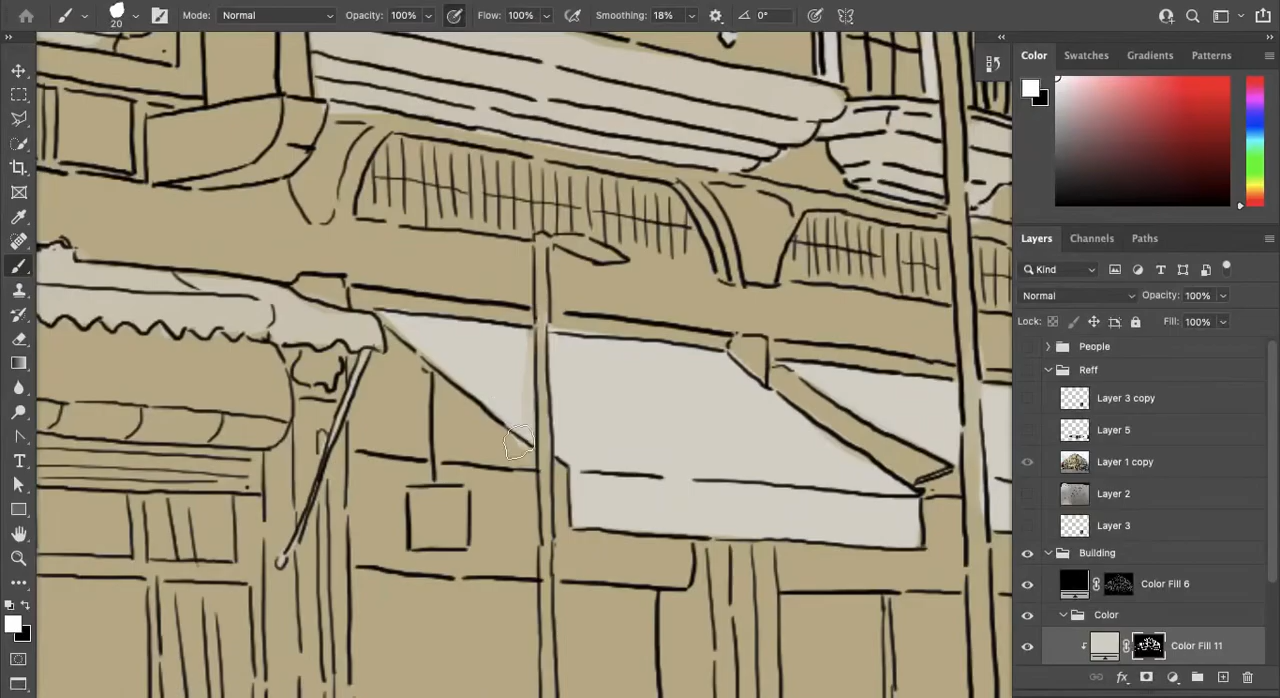 Mode: Normal Opacity: 100% Flow: 100% Smoothing: 18% 0°
20
Color Swatches Gradients Patterns
Layers Channels Paths
Kind
Normal Opacity: 100%
Lock: Fill: 100%
People
Reff
Layer 3 copy
Layer 5
Layer 1 copy
Layer 2
Layer 3
Building
Color Fill 6
Color
Color Fill 11
fx